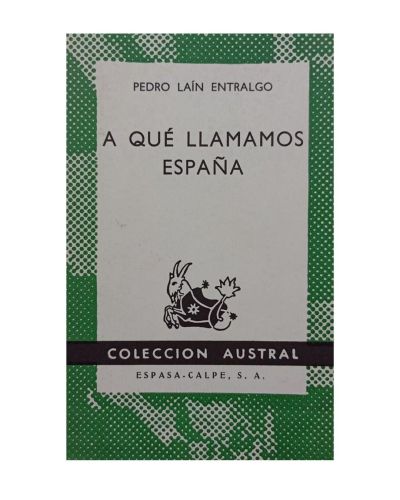 PEDRO LAÍN ENTRALGO
A QUÉ LLAMAMOS
ESPAÑA
COLECCION AUSTRAL
ESPASA-CALPE, S. A.